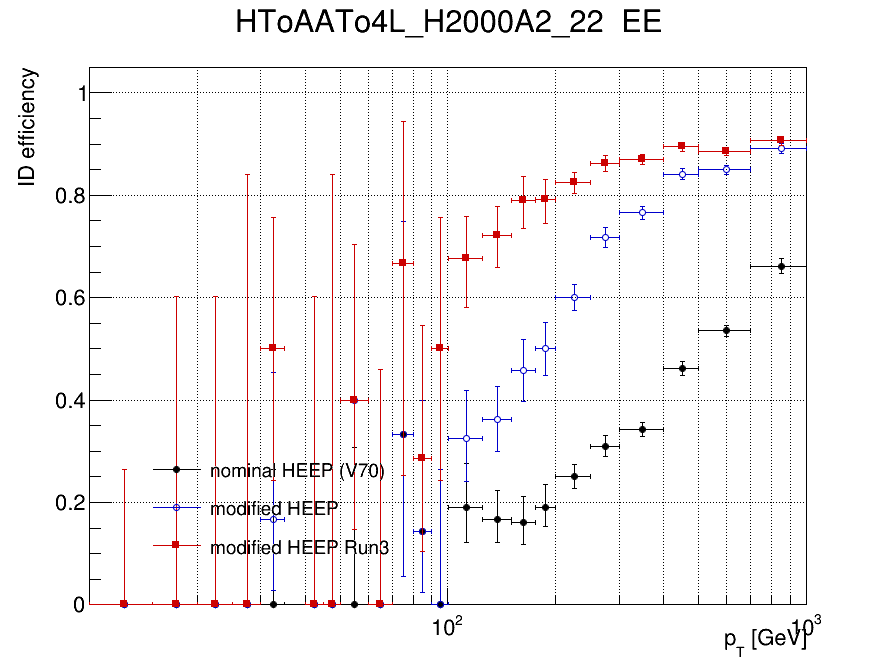 HToAATo4L_H2000A2_22 EE
ID efficiency
1
0.8
0.6
0.4
0.2
0
nominal HEEP (V70)
modified HEEP
modified HEEP Run3
10²
10³
p_T [GeV]